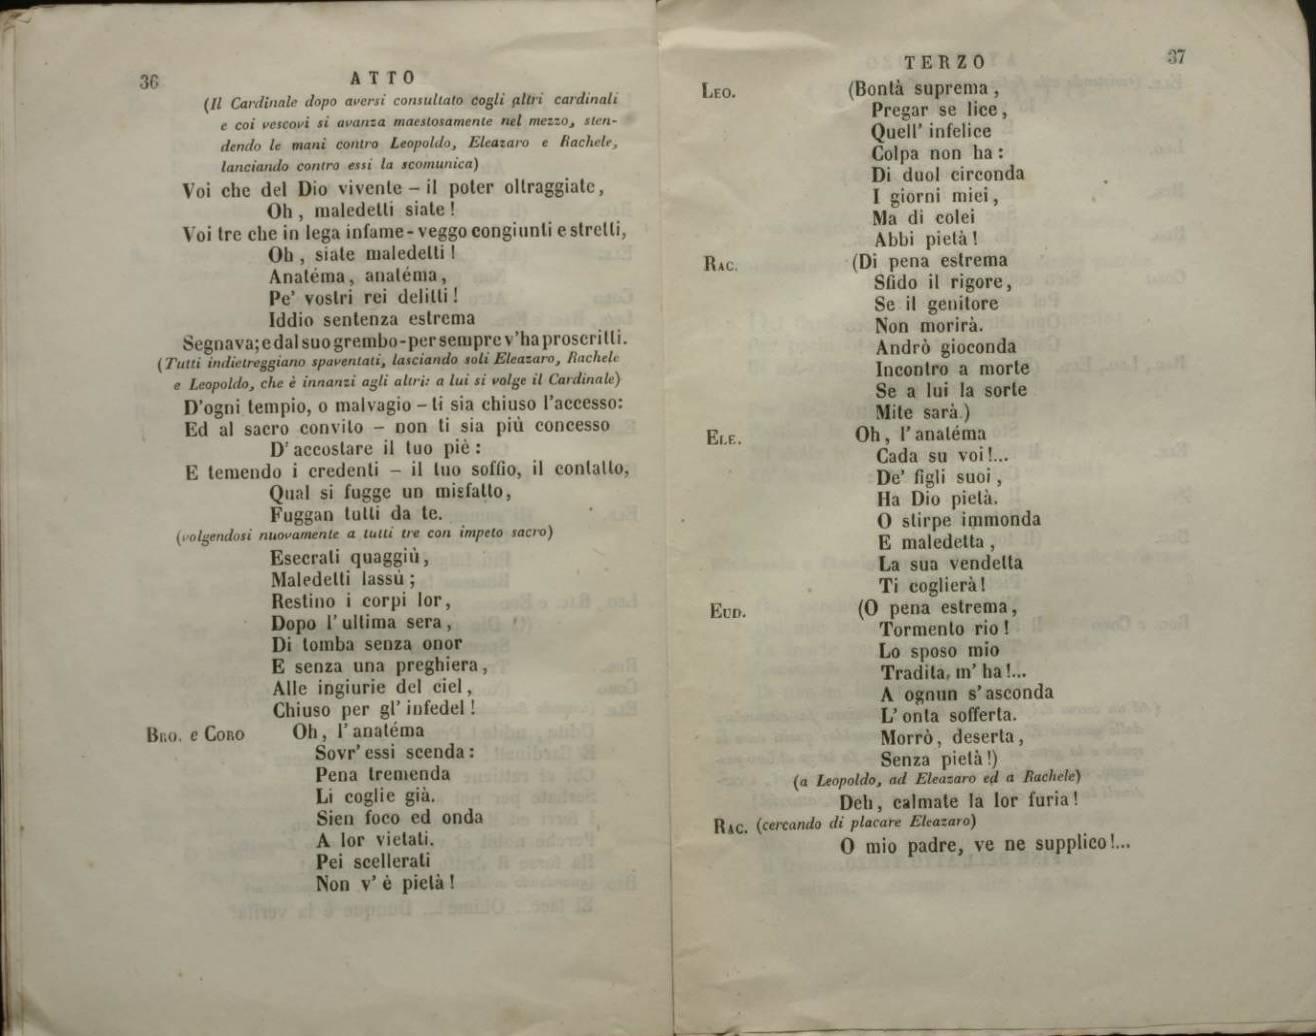 36
ATTO
(Il Cardinale dopo aversi consultato cogli altri cardinali
e coi vescovi si avanza maestosamente nel mezzo, sten-
dendo le mani contro Leopoldo, Eleazaro e Rachele,
lanciando contro essi la scomunica)
Voi che del Dio vivente – il poter oltraggiate,
Oh, maledetti siate!
Voi tre che in lega infame - veggo congiunti e stretti,
Oh, siate maledetti!
Anatéma, anatéma,
Pe' vostri rei delitti!
Iddio sentenza estrema
Segnava; e dal suo grembo - per sempre v'ha proscritti.
(Tutti indietreggiano spaventati, lasciando soli Eleazaro, Rachele
e Leopoldo, che è innanzi agli altri: a lui si volge il Cardinale)
D'ogni tempio, o malvagio – ti sia chiuso l'accesso:
Ed al sacro convito – non ti sia più concesso
D'accostare il tuo piè:
E temendo i credenti – il tuo soffio, il contatto,
Qual si fugge un misfatto,
Fuggan tutti da te.
(volgendosi nuovamente a tutti tre con impeto sacro)
Esecrati quaggiù,
Maledetti lassù;
Restino i corpi lor,
Dopo l'ultima sera,
Di tomba senza onor
E senza una preghiera,
Alle ingiurie del ciel,
Chiuso per gl'infedel!
BRO. e CORO Oh, l'anatéma
Sovr'essi scenda:
Pena tremenda
Li coglie già.
Sien foco ed onda
A lor vietati.
Pei scellerati
Non v'è pietà!
TERZO
37
LEO. (Bontà suprema,
Pregar se lice,
Quell'infelice
Colpa non ha:
Di duol circonda
I giorni miei,
Ma di colei
Abbi pietà!
RAC. (Di pena estrema
Sfido il rigore,
Se il genitore
Non morirà.
Andrò gioconda
Incontro a morte
Se a lui la sorte
Mite sarà.)
ELE. Oh, l'anatéma
Cada su voi!...
De' figli suoi,
Ha Dio pietà.
O stirpe immonda
E maledetta,
La sua vendetta
Ti coglierà!
EUD. (O pena estrema,
Tormento rio!
Lo sposo mio
Tradita, m'ha!...
A ognun s'asconda
L'onta sofferta.
Morrò, deserta,
Senza pietà!)
(a Leopoldo, ad Eleazaro ed a Rachele)
Deh, calmate la lor furia!
RAC. (cercando di placare Eleazaro)
O mio padre, ve ne supplico!...